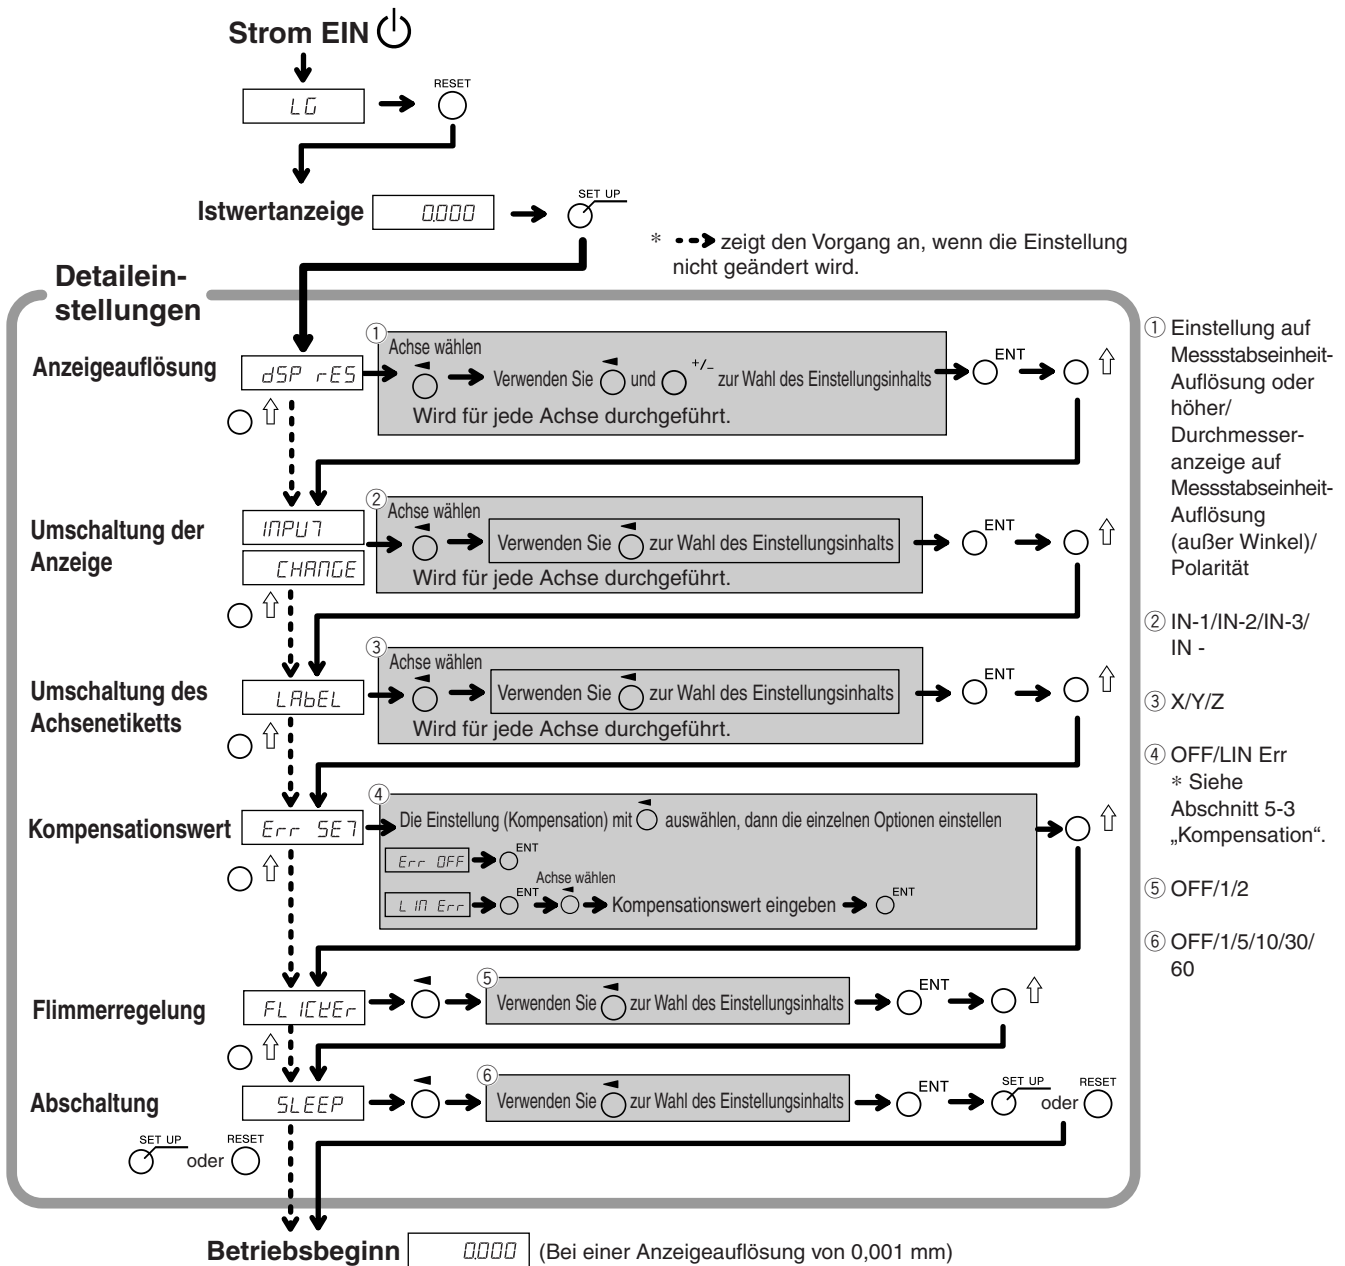 Strom EIN
LG
RESET
Istwertanzeige
0.000
SET UP
* zeigt den Vorgang an, wenn die Einstellung
nicht geändert wird.
Detailein-
stellungen
Anzeigeauflösung
dSP rES
①
Achse wählen
Verwenden Sie und +/- zur Wahl des Einstellungsinhalts
Wird für jede Achse durchgeführt.
ENT
Umschaltung der
Anzeige
INPUT
CHANGE
②
Achse wählen
Verwenden Sie zur Wahl des Einstellungsinhalts
Wird für jede Achse durchgeführt.
ENT
Umschaltung des
Achsenetiketts
LAbEL
③
Achse wählen
Verwenden Sie zur Wahl des Einstellungsinhalts
Wird für jede Achse durchgeführt.
ENT
Kompensationswert
Err SET
④
Die Einstellung (Kompensation) mit auswählen, dann die einzelnen Optionen einstellen
Err OFF
ENT
LIN Err
ENT
Achse wählen
Kompensationswert eingeben
ENT
Flimmerregelung
FLICKEr
⑤
Verwenden Sie zur Wahl des Einstellungsinhalts
ENT
Abschaltung
SLEEP
⑥
Verwenden Sie zur Wahl des Einstellungsinhalts
ENT
SET UP oder RESET
SET UP oder RESET
Betriebsbeginn
0.000
(Bei einer Anzeigeauflösung von 0,001 mm)
① Einstellung auf
Messstabseinheit-
Auflösung oder
höher/
Durchmesser-
anzeige auf
Messstabseinheit-
Auflösung
(außer Winkel)/
Polarität
② IN-1/IN-2/IN-3/
IN -
③ X/Y/Z
④ OFF/LIN Err
* Siehe
Abschnitt 5-3
„Kompensation“.
⑤ OFF/1/2
⑥ OFF/1/5/10/30/
60